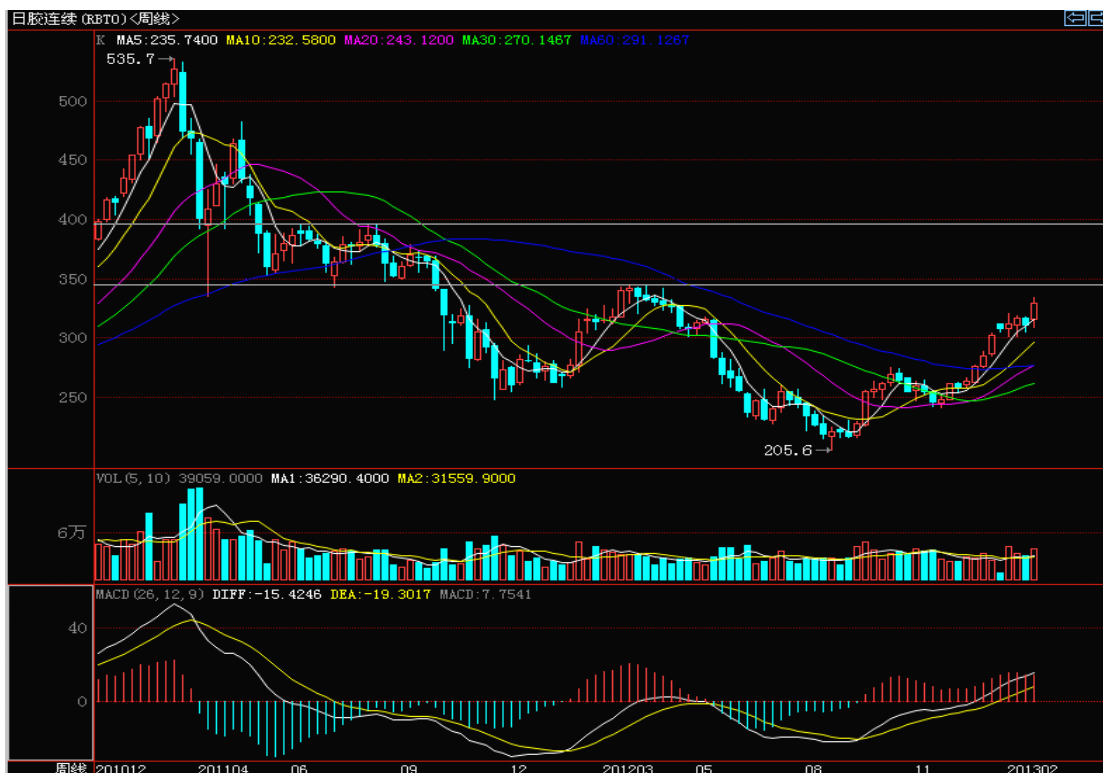 日胶连续(RBTO)<周线>
K MA5:235.7400 MA10:232.5800 MA20:243.1200 MA30:270.1467 MA60:291.1267
535.7→
500
450
400
350
300
250
205.6→
VOL(5,10) 39059.0000 MA1:36290.4000 MA2:31559.9000
6万
MACD(26,12,9) DIFF:-15.4246 DEA:-19.3017 MACD:7.7541
40
0
周线 201012 201104 06 09 12 201203 05 08 11 201302